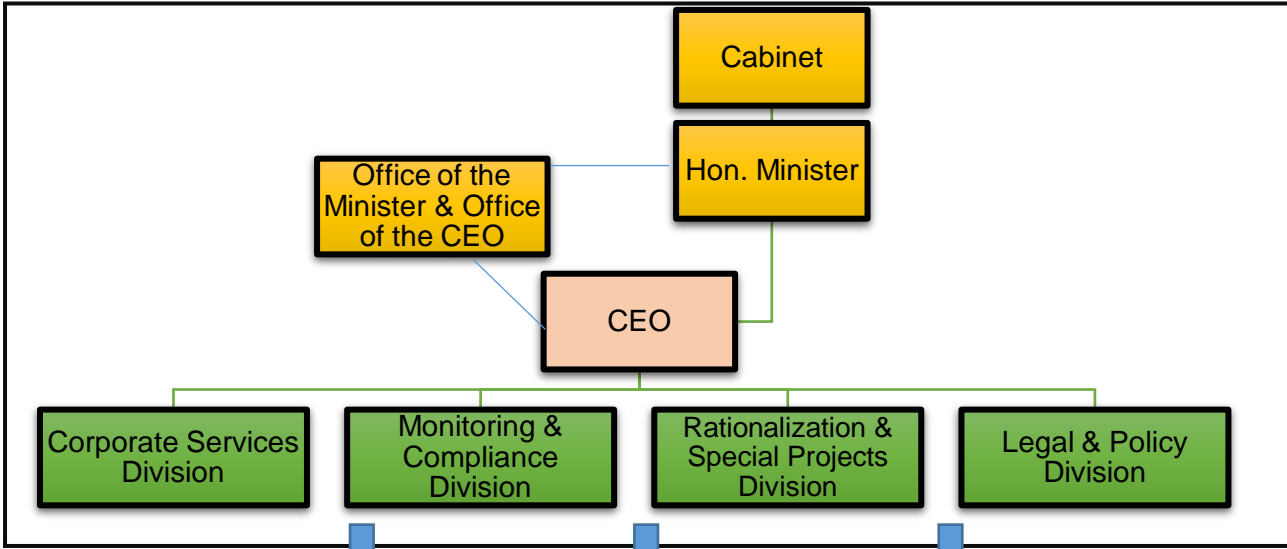 Cabinet
Hon. Minister
Office of the
Minister & Office
of the CEO
CEO
Corporate Services
Division
Monitoring &
Compliance
Division
Rationalization &
Special Projects
Division
Legal & Policy
Division